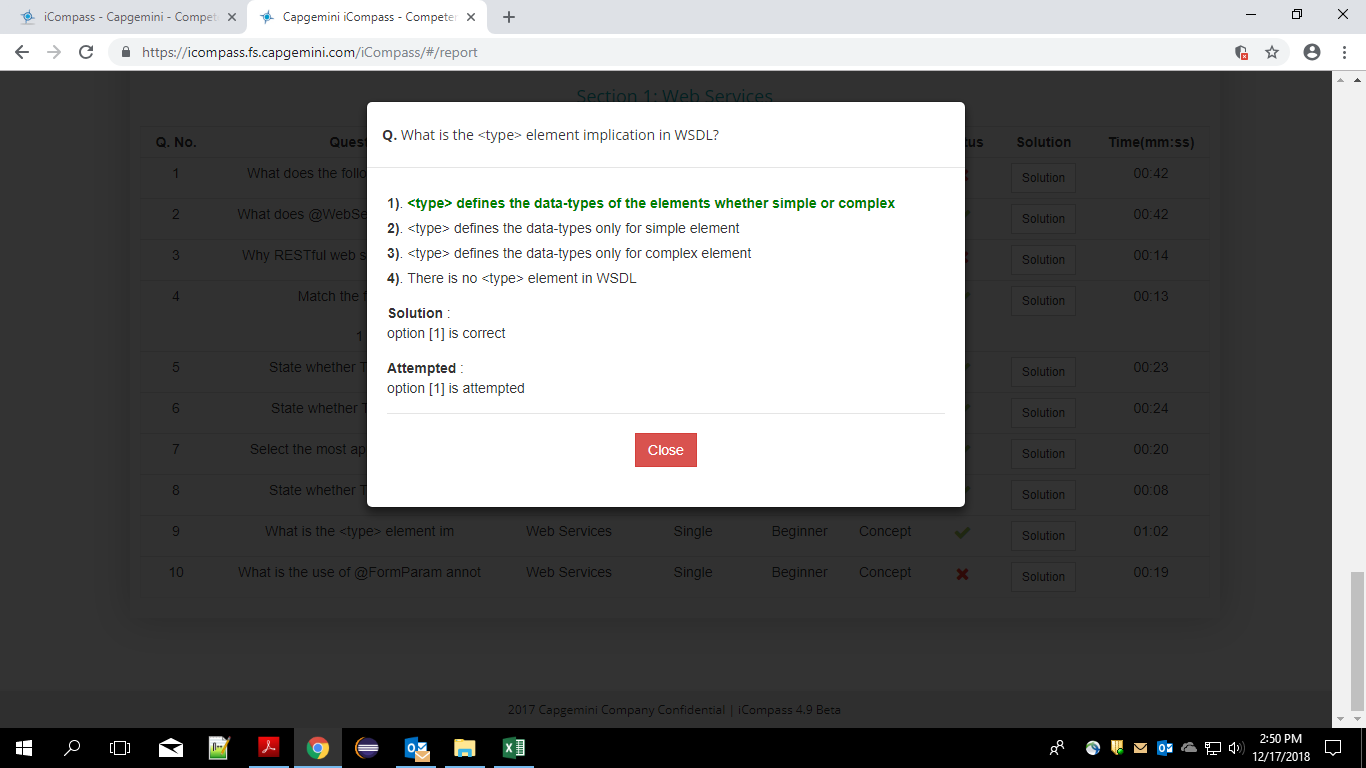 iCompass - Capgemini - Compet
Capgemini iCompass - Competen
https://icompass.fs.capgemini.com/iCompass/#/report
Section 1: Web Services
Q. No. Quest tus Solution Time(mm:ss)
1 What does the follo Solution 00:42
2 What does @WebSe Solution 00:42
3 Why RESTful web s Solution 00:14
4 Match the f Solution 00:13
1
5 State whether T Solution 00:23
6 State whether T Solution 00:24
7 Select the most ap Solution 00:20
8 State whether T Solution 00:08
9 What is the <type> element im Web Services Single Beginner Concept Solution 01:02
10 What is the use of @FormParam annot Web Services Single Beginner Concept Solution 00:19
Q. What is the <type> element implication in WSDL?
1). <type> defines the data-types of the elements whether simple or complex
2). <type> defines the data-types only for simple element
3). <type> defines the data-types only for complex element
4). There is no <type> element in WSDL
Solution :
option [1] is correct
Attempted :
option [1] is attempted
Close
2017 Capgemini Company Confidential | iCompass 4.9 Beta
2:50 PM
12/17/2018